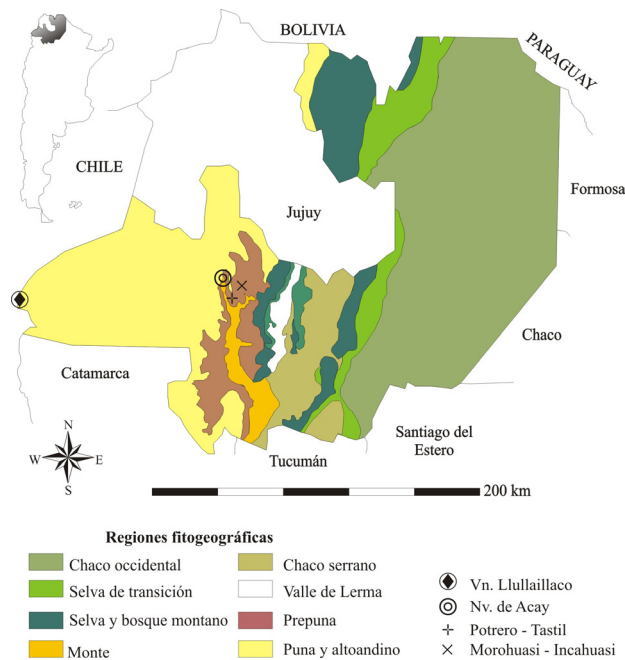 BOLIVIA
PARAGUAY
CHILE
Formosa
Jujuy
Chaco
Catamarca
Santiago del
Estero
N
W E
S
Tucumán
200 km
Regiones fitogeográficas
Chaco occidental
Selva de transición
Selva y bosque montano
Monte
Chaco serrano
Valle de Lerma
Prepuna
Puna y altoandino
Vn. Llullaillaco
Nv. de Acay
Potrero - Tastil
Morohuasi - Incahuasi